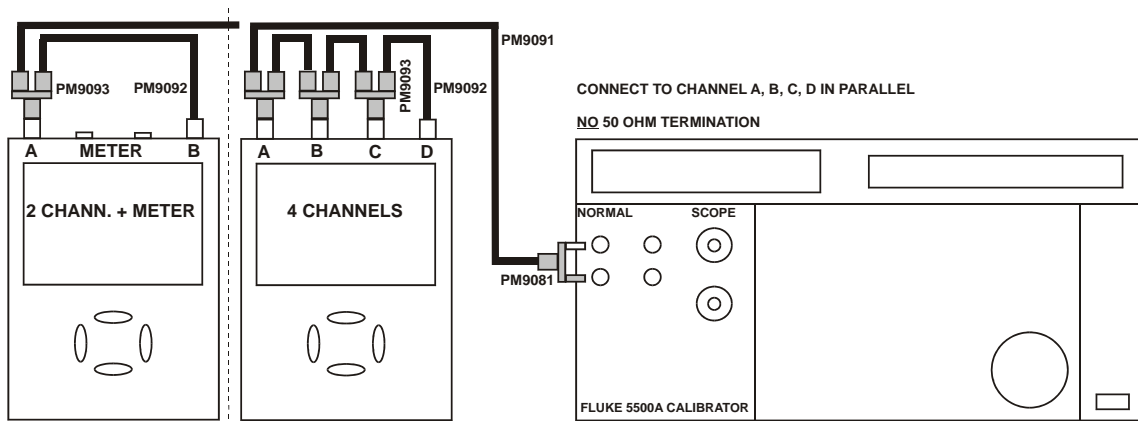 PM9091
PM9093
PM9092
PM9093
PM9092
CONNECT TO CHANNEL A, B, C, D IN PARALLEL
NO 50 OHM TERMINATION
A METER B
A B C D
2 CHANN. + METER
4 CHANNELS
NORMAL SCOPE
PM9081
FLUKE 5500A CALIBRATOR